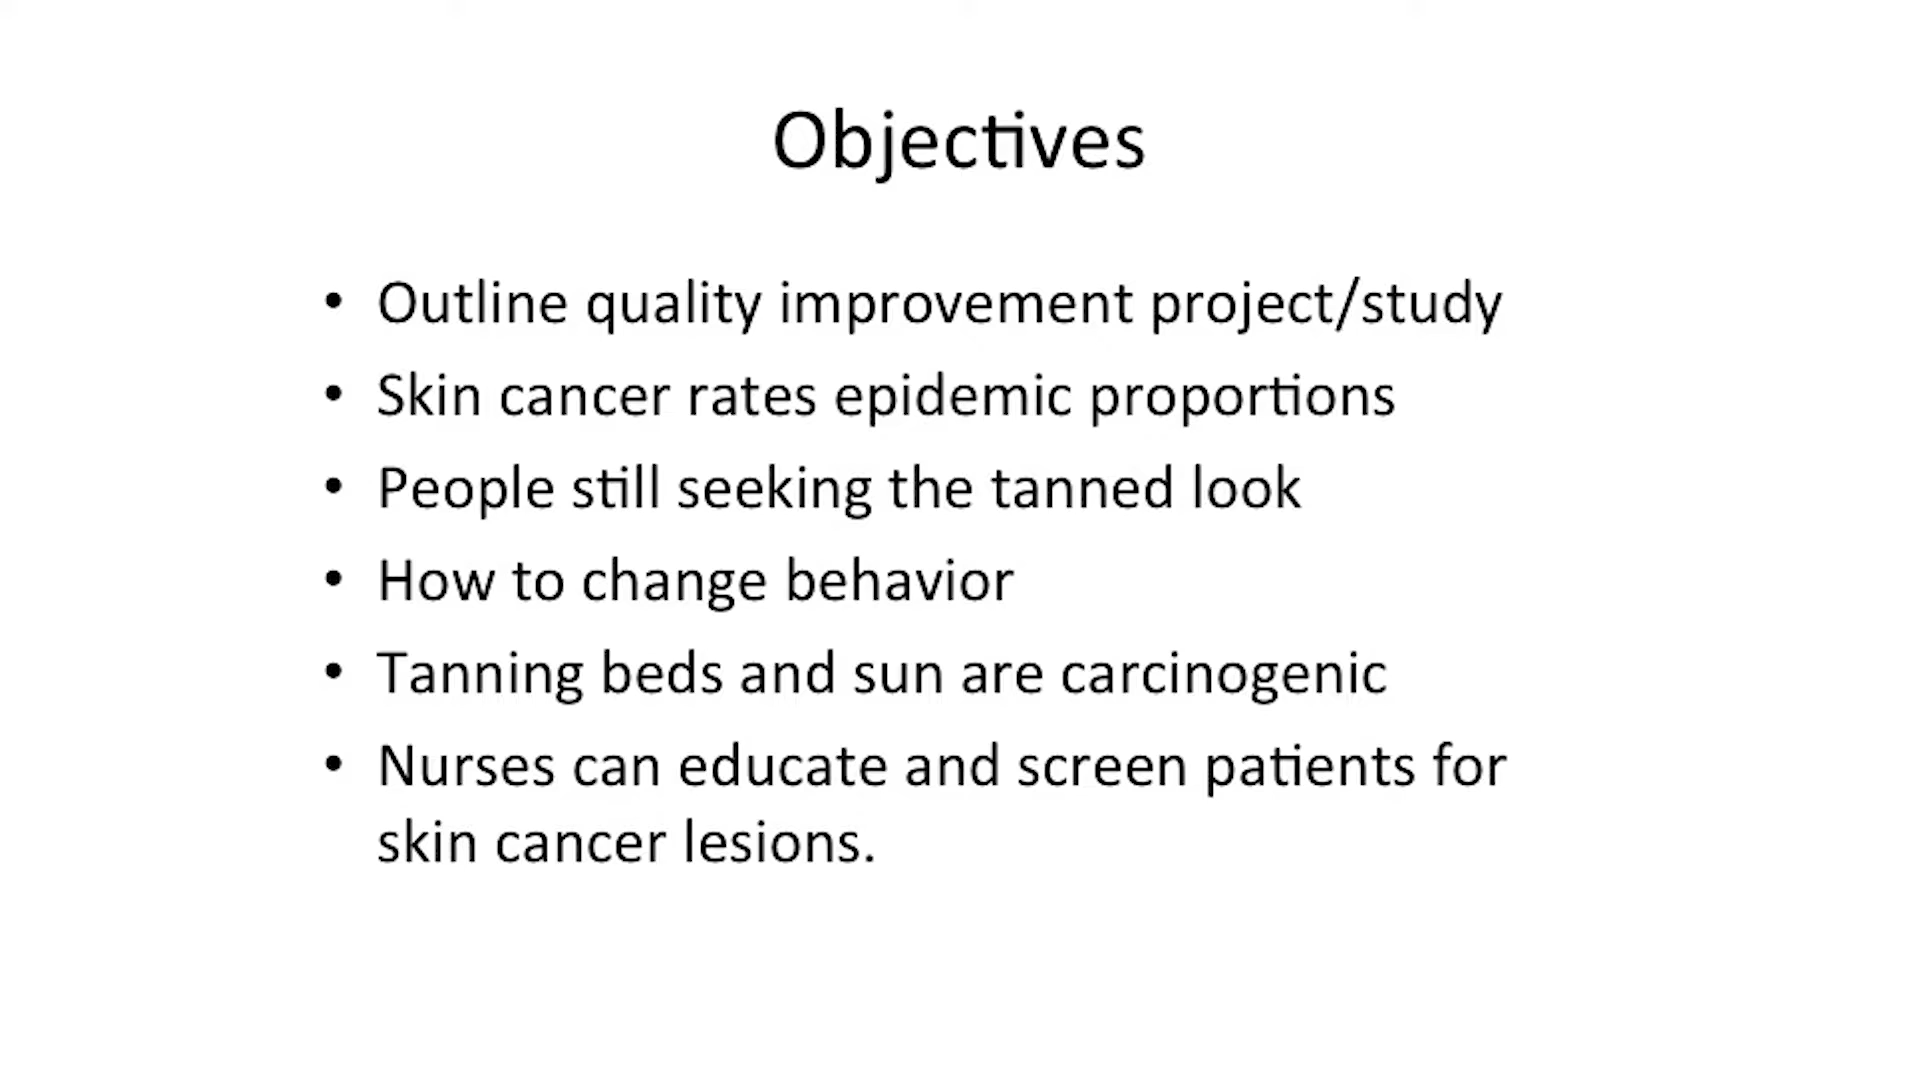 Objectives
• Outline quality improvement project/study
• Skin cancer rates epidemic proportions
• People still seeking the tanned look
• How to change behavior
• Tanning beds and sun are carcinogenic
• Nurses can educate and screen patients for
skin cancer lesions.